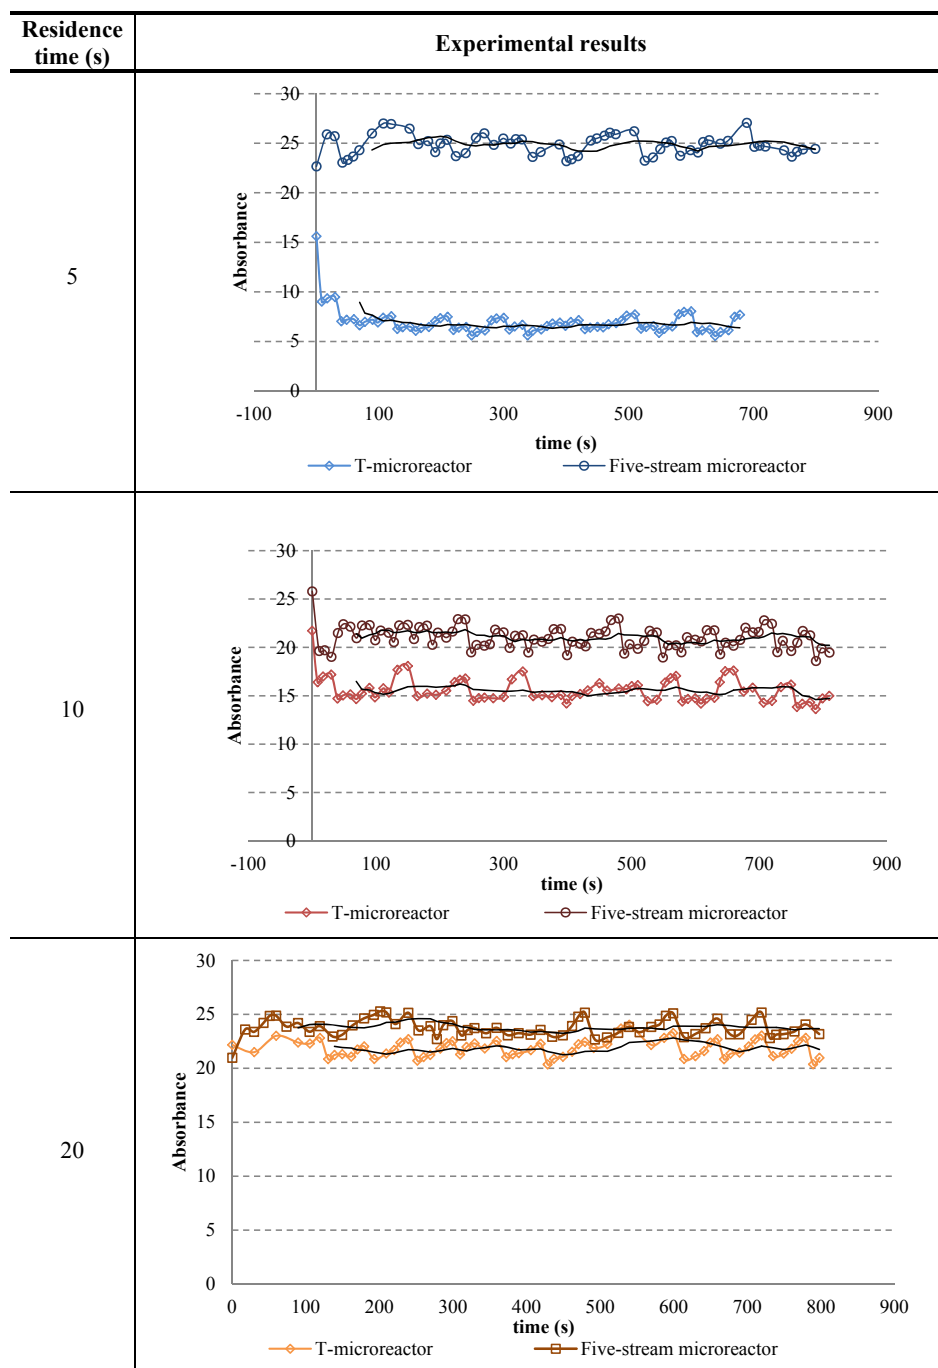 Residence
time (s)
Experimental results
5
30
25
20
15
10
5
0
Absorbance
-100 100 300 500 700 900
time (s)
T-microreactor Five-stream microreactor
10
30
25
20
15
10
5
0
Absorbance
-100 100 300 500 700 900
time (s)
T-microreactor Five-stream microreactor
20
30
25
20
15
10
5
0
Absorbance
0 100 200 300 400 500 600 700 800 900
time (s)
T-microreactor Five-stream microreactor